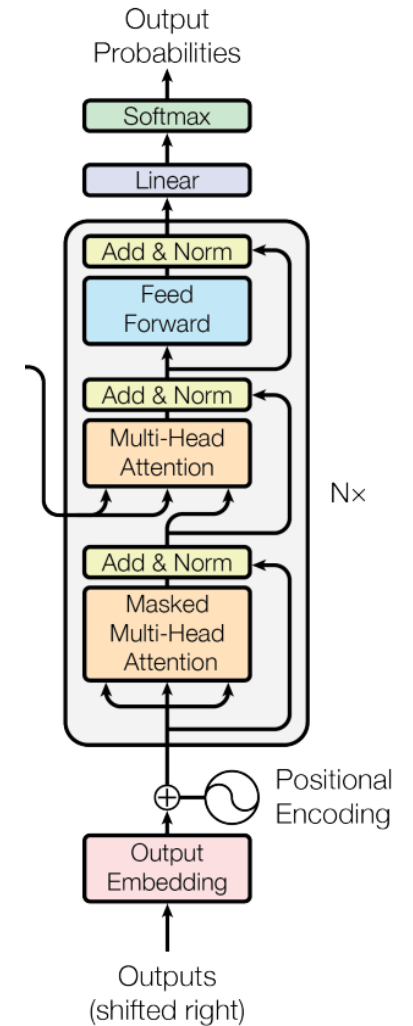 Output
Probabilities
Softmax
Linear
Add & Norm
Feed
Forward
Add & Norm
Multi-Head
Attention
N×
Add & Norm
Masked
Multi-Head
Attention
Positional
Encoding
Output
Embedding
Outputs
(shifted right)